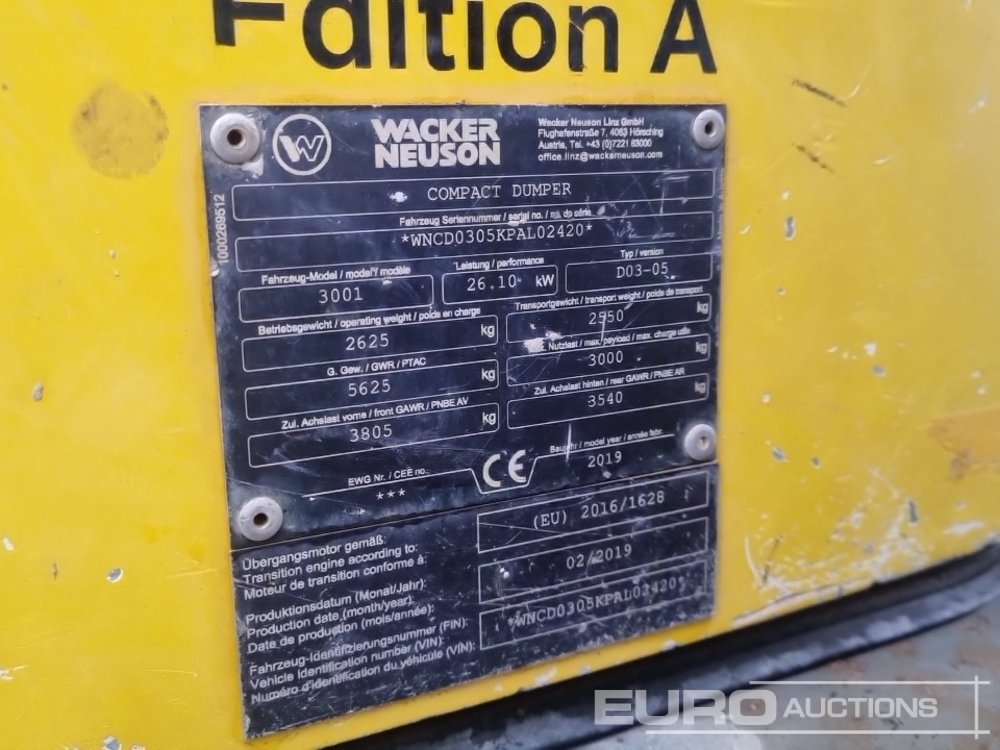 Edition A
W
WACKER
NEUSON
Wacker Neuson Linz GmbH
Flughafenstraße 7, 4063 Hörsching
Austria, Tel. +43 (0)7221 63000
office.linz@wackerneuson.com
1000269512
COMPACT DUMPER
Fahrzeug Seriennummer / serial no. / no. de série
*WNCD0305KPAL02420*
Fahrzeug-Model / model / modèle
Leistung / performance
Typ / version
3001
26.10 kW
D03-05
Betriebsgewicht / operating weight / poids en charge
Transportgewicht / transport weight / poids de transport
2625 kg
2550 kg
G. Gew. / GWR / PTAC
Nutzlast / max. payload / max. charge utile
5625 kg
3000 kg
Zul. Achslast vorne / front GAWR / PNBE AV
Zul. Achslast hinten / rear GAWR / PNBE AR
3805 kg
3540 kg
EWG Nr. / CEE no.
CE
Baujahr / model year / année fabr.
***
2019
Übergangsmotor gemäß:
Transition engine according to:
Moteur de transition conforme à:
(EU) 2016/1628
Produktionsdatum (Monat/Jahr):
Production date (month/year):
Date de production (mois/année):
02/2019
Fahrzeug-Identifizierungsnummer (FIN):
Vehicle identification number (VIN):
Numéro d'identification du véhicule (VIN):
*WNCD0305KPAL02420*
EURO AUCTIONS